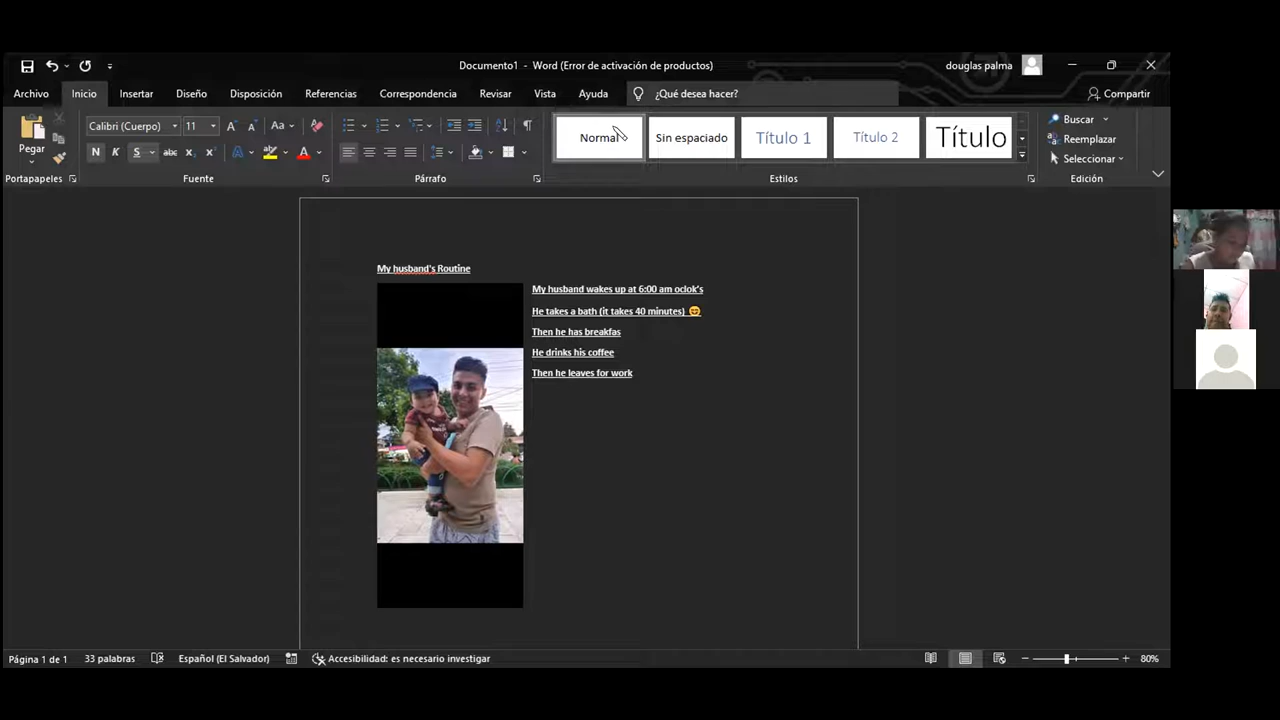 Documento1 - Word (Error de activación de productos)
douglas palma
Archivo Inicio Insertar Diseño Disposición Referencias Correspondencia Revisar Vista Ayuda ¿Qué desea hacer? Compartir
Pegar
Calibri (Cuerpo) 11 A A Aa
N K S abc x₂ x² A A
Normal
Sin espaciado
Título 1
Título 2
Título
Buscar
Reemplazar
Seleccionar
Portapapeles Fuente Párrafo Estilos Edición
My husband's Routine
My husband wakes up at 6:00 am oclok's
He takes a bath (it takes 40 minutes) 😊
Then he has breakfas
He drinks his coffee
Then he leaves for work
Página 1 de 1 33 palabras Español (El Salvador) Accesibilidad: es necesario investigar 80%